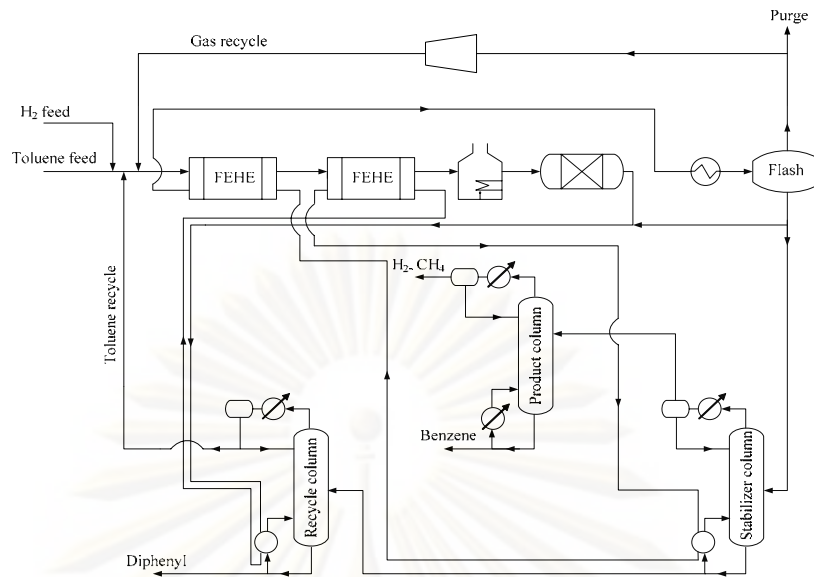 Purge
Gas recycle
H₂ feed
Toluene feed
FEHE
FEHE
Flash
H₂- CH₄
Toluene recycle
Product column
Benzene
Recycle column
Stabilizer column
Diphenyl